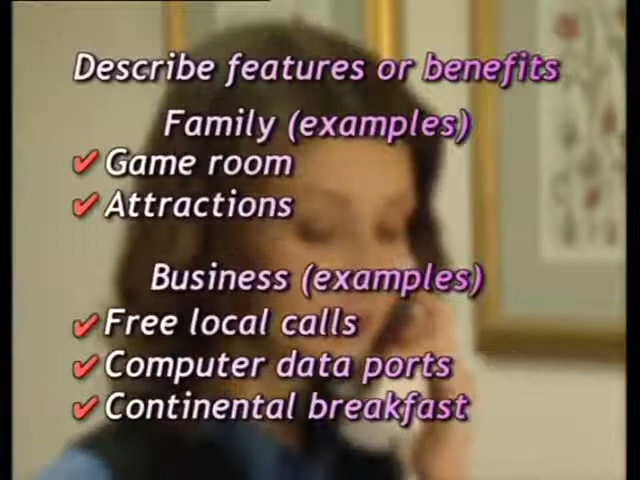 Describe features or benefits
Family (examples)
✔ Game room
✔ Attractions
Business (examples)
✔ Free local calls
✔ Computer data ports
✔ Continental breakfast